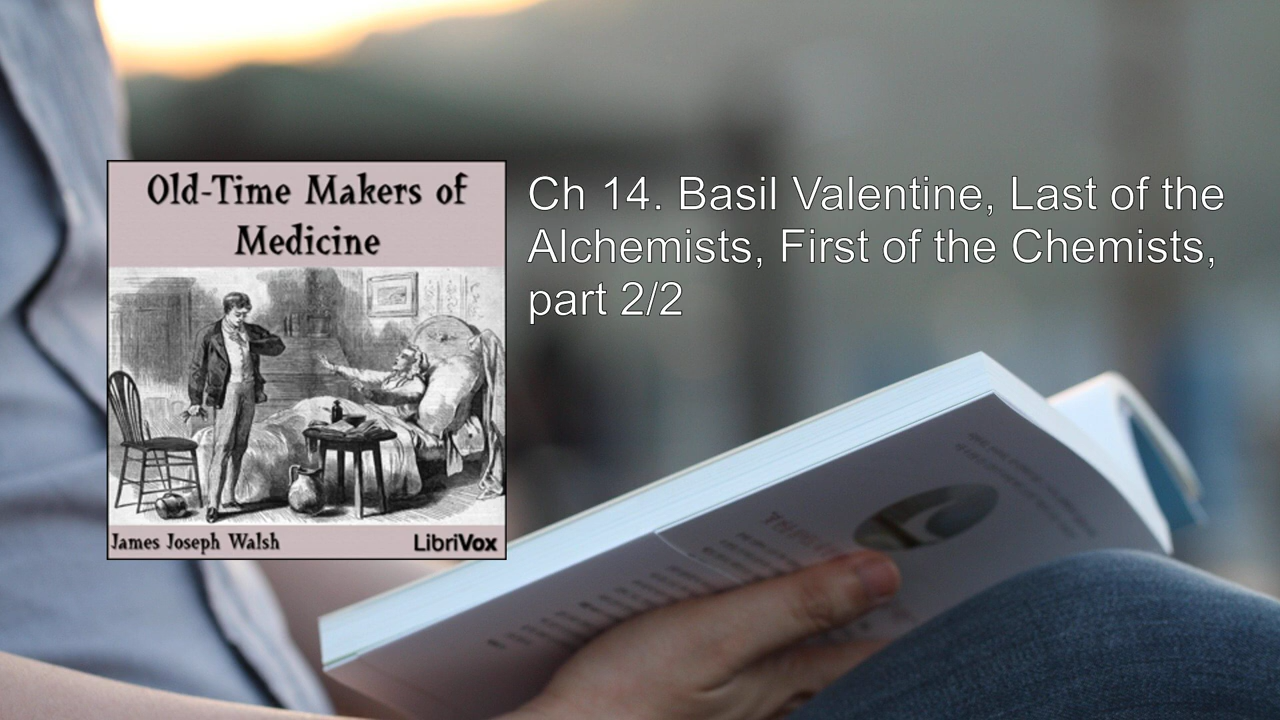 Old-Time Makers of
Medicine
James Joseph Walsh
LibriVox
Ch 14. Basil Valentine, Last of the
Alchemists, First of the Chemists,
part 2/2